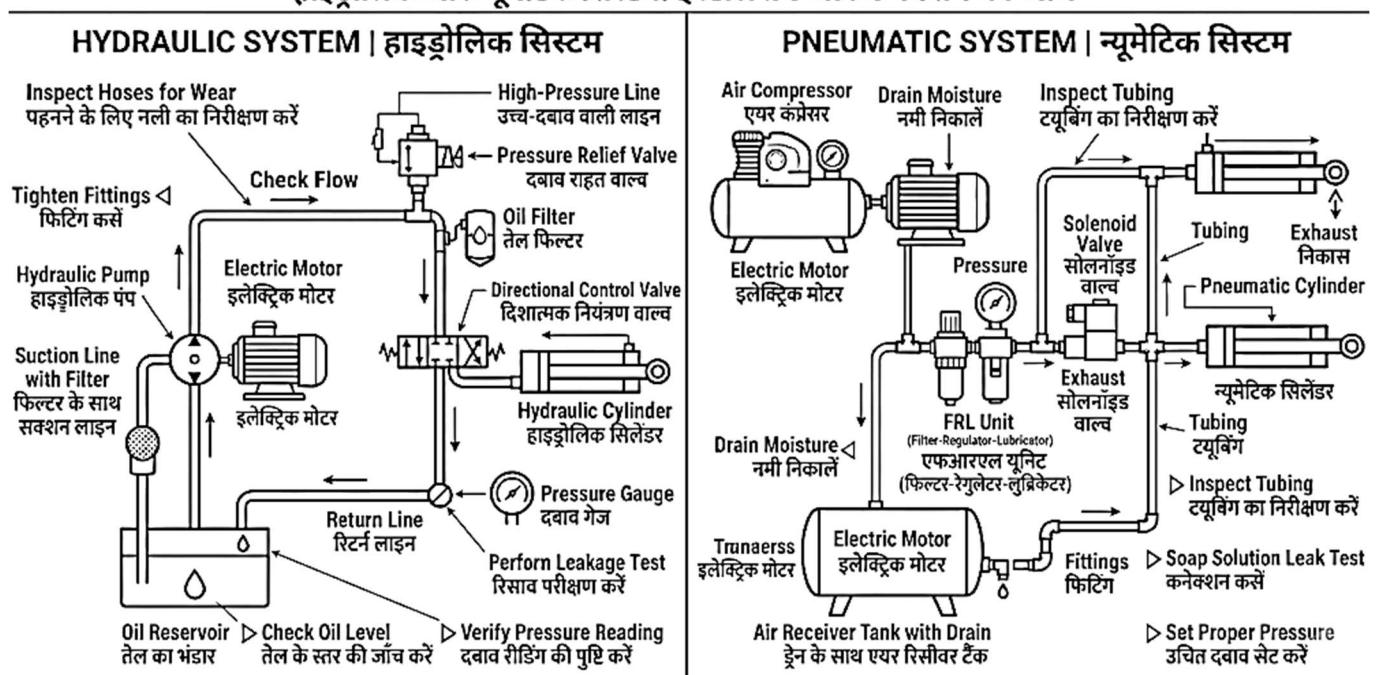 HYDRAULIC SYSTEM | हाइड्रोलिक सिस्टम
Inspect Hoses for Wear
पहनने के लिए नली का निरीक्षण करें
High-Pressure Line
उच्च-दबाव वाली लाइन
Pressure Relief Valve
दबाव राहत वाल्व
Check Flow
Tighten Fittings
फिटिंग कसें
Oil Filter
तेल फिल्टर
Hydraulic Pump
हाइड्रोलिक पंप
Electric Motor
इलेक्ट्रिक मोटर
Directional Control Valve
दिशात्मक नियंत्रण वाल्व
Suction Line
with Filter
फिल्टर के साथ
सक्शन लाइन
इलेक्ट्रिक मोटर
Hydraulic Cylinder
हाइड्रोलिक सिलेंडर
Pressure Gauge
दबाव गेज
Return Line
रिटर्न लाइन
Perforn Leakage Test
रिसाव परीक्षण करें
Oil Reservoir
तेल का भंडार
Check Oil Level
तेल के स्तर की जाँच करें
Verify Pressure Reading
दबाव रीडिंग की पुष्टि करें
PNEUMATIC SYSTEM | न्यूमेटिक सिस्टम
Air Compressor
एयर कंप्रेसर
Drain Moisture
नमी निकालें
Inspect Tubing
टयूबिंग का निरीक्षण करें
Electric Motor
इलेक्ट्रिक मोटर
Pressure
Solenoid
Valve
सोलनॉइड
वाल्व
Tubing
Exhaust
निकास
Pneumatic Cylinder
न्यूमेटिक सिलेंडर
Exhaust
सोलनॉइड
वाल्व
FRL Unit
(Filter-Regulator-Lubricator)
एफआरएल यूनिट
(फिल्टर-रेगुलेटर-लुब्रिकेटर)
Drain Moisture
नमी निकालें
Tubing
टयूबिंग
Inspect Tubing
टयूबिंग का निरीक्षण करें
Trunaerss
इलेक्ट्रिक मोटर
Electric Motor
इलेक्ट्रिक मोटर
Fittings
फिटिंग
Soap Solution Leak Test
कनेक्शन कसें
Air Receiver Tank with Drain
ड्रेन के साथ एयर रिसीवर टैंक
Set Proper Pressure
उचित दबाव सेट करें